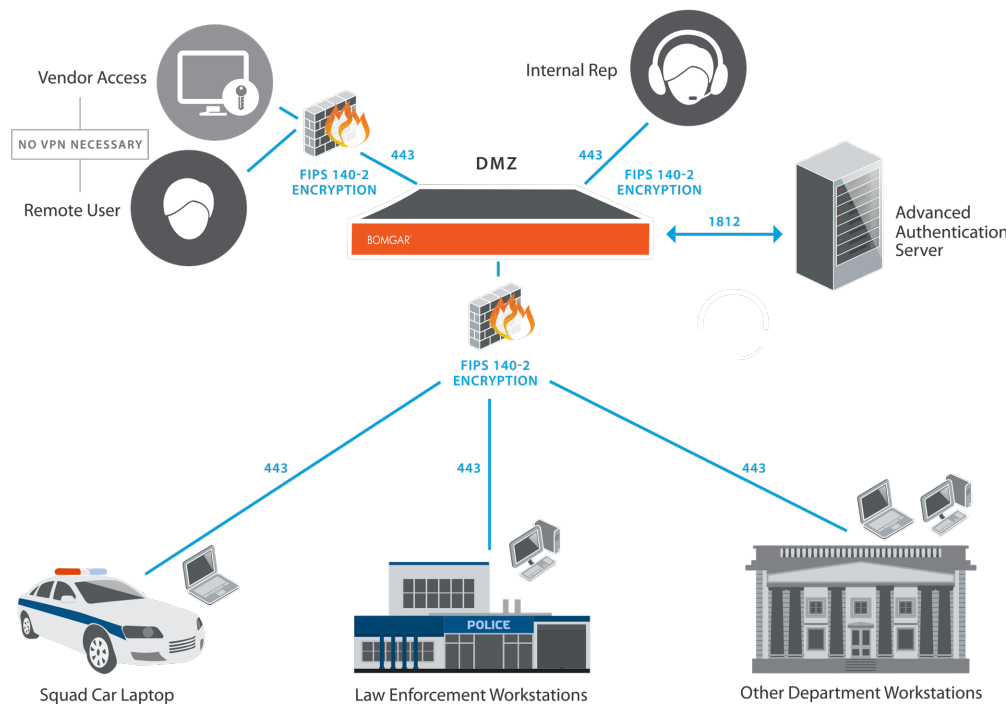 Vendor Access
Internal Rep
NO VPN NECESSARY
443
DMZ
443
FIPS 140-2
ENCRYPTION
FIPS 140-2
ENCRYPTION
Remote User
1812
Advanced
Authentication
Server
BOMGAR
FIPS 140-2
ENCRYPTION
443
443
443
POLICE
Squad Car Laptop
Law Enforcement Workstations
Other Department Workstations